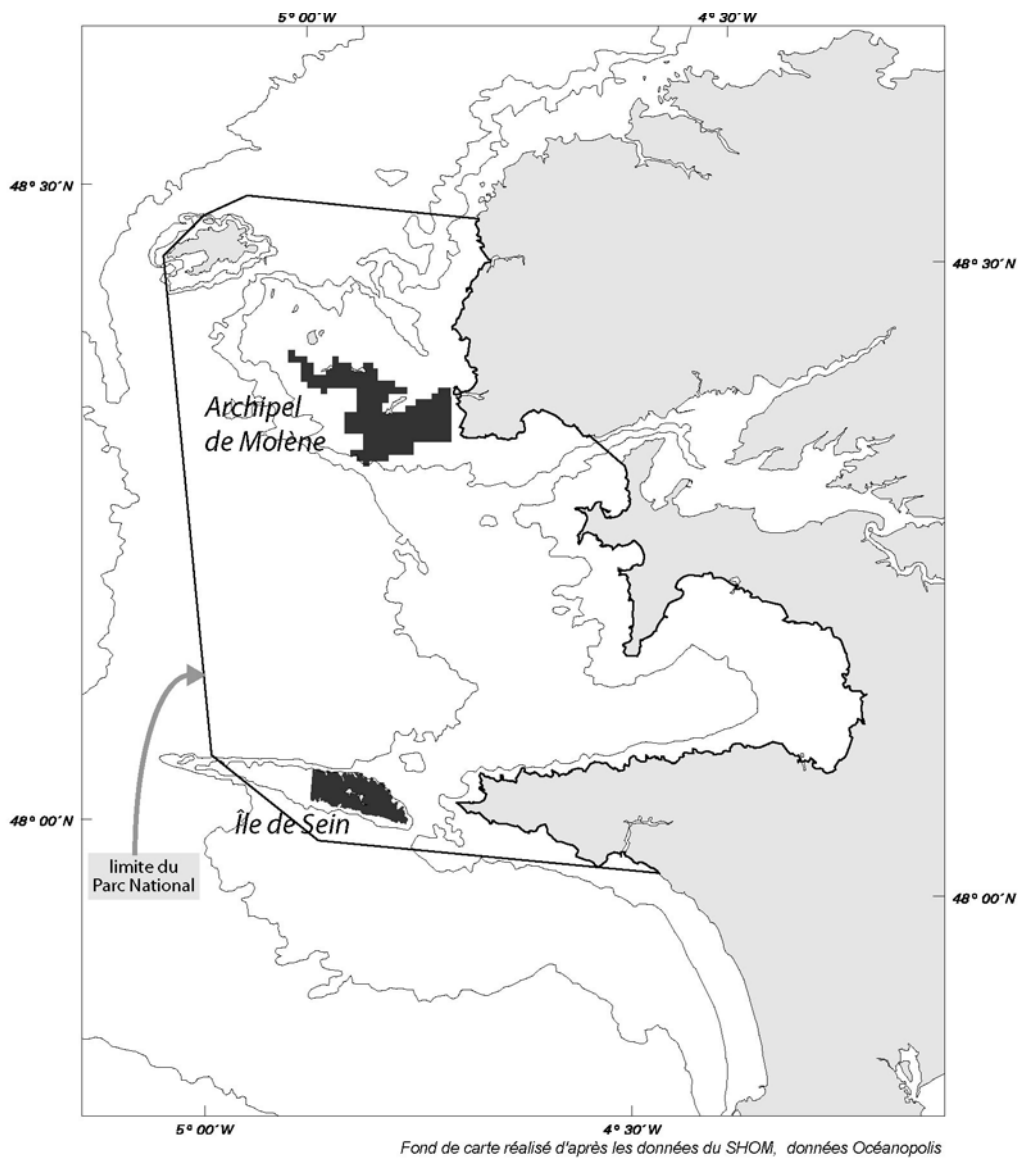 5° 00´W
4° 30´W
48° 30´N
48° 30´N
Archipel
de Molène
Île de Sein
48° 00´N
limite du
Parc National
48° 00´N
5° 00´W
4° 30´W
Fond de carte réalisé d'après les données du SHOM, données Océanopolis